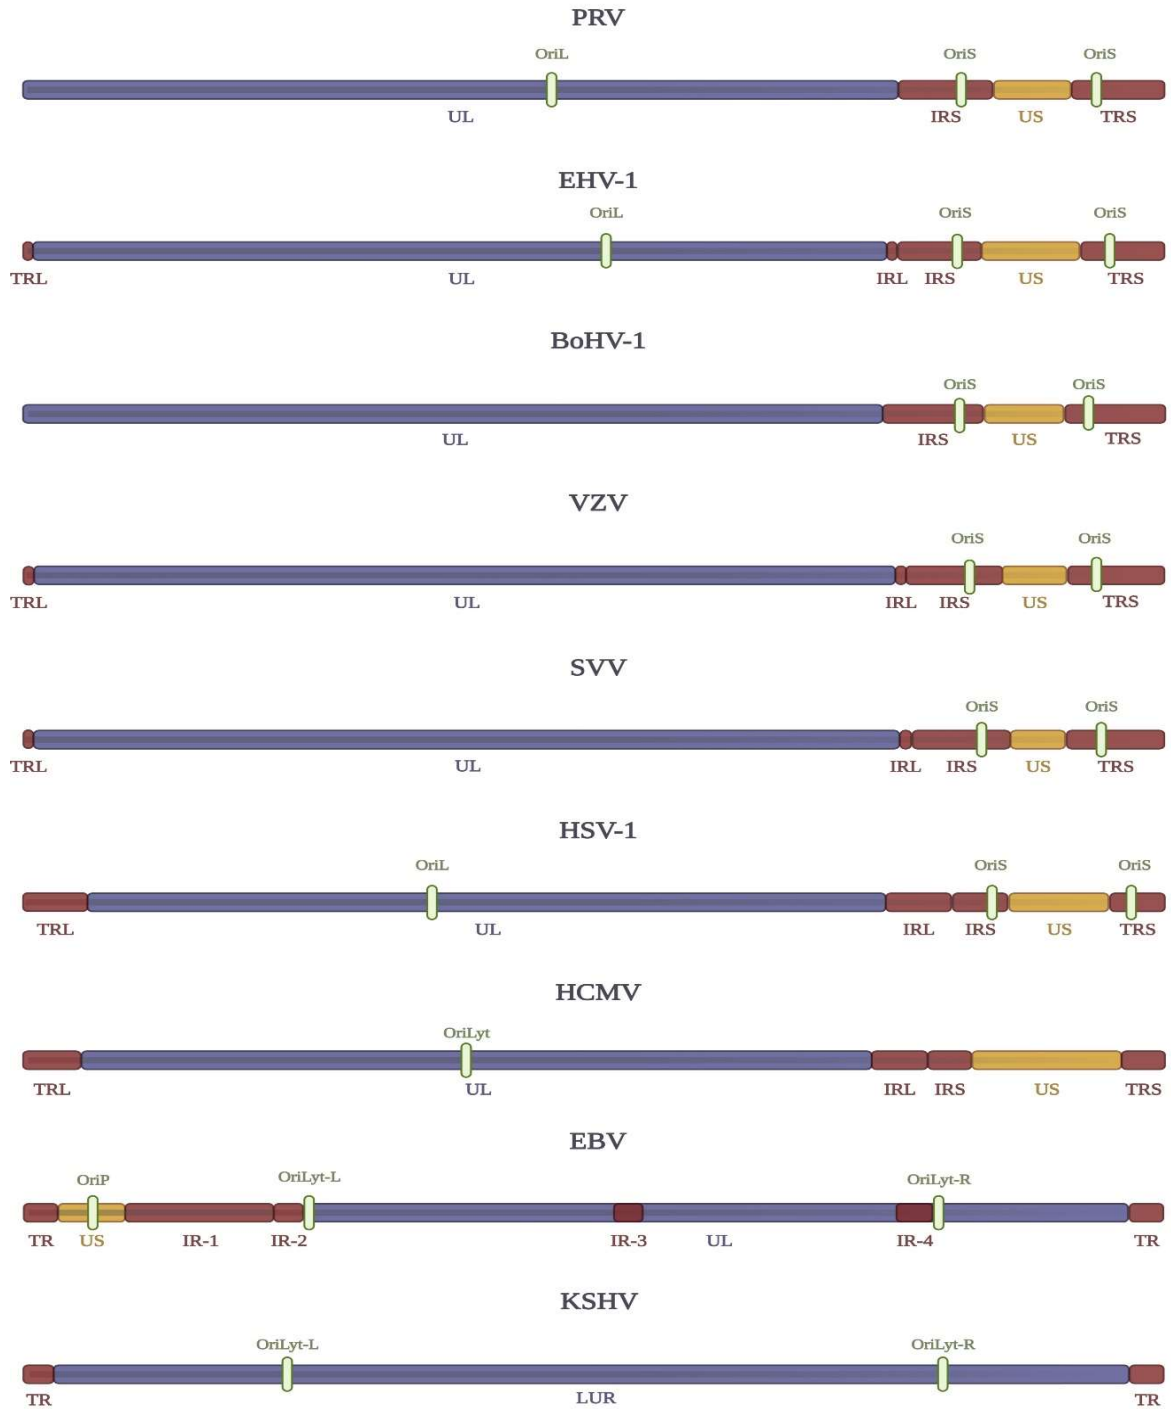 PRV
OriL OriS OriS
UL IRS US TRS
EHV-1
OriL OriS OriS
TRL UL IRL IRS US TRS
BoHV-1
OriS OriS
UL IRS US TRS
VZV
OriS OriS
TRL UL IRL IRS US TRS
SVV
OriS OriS
TRL UL IRL IRS US TRS
HSV-1
OriL OriS OriS
TRL UL IRL IRS US TRS
HCMV
OriLyt
TRL UL IRL IRS US TRS
EBV
OriP OriLyt-L OriLyt-R
TR US IR-1 IR-2 IR-3 UL IR-4 TR
KSHV
OriLyt-L OriLyt-R
TR LUR TR